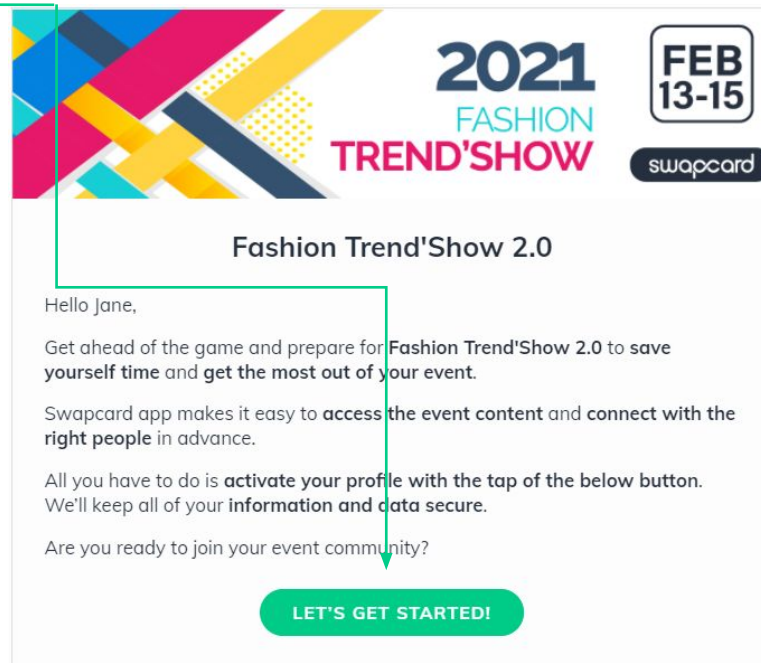 2021
FASHION
TREND'SHOW
FEB
13-15
swapcard
Fashion Trend'Show 2.0
Hello Jane,
Get ahead of the game and prepare for Fashion Trend'Show 2.0 to save
yourself time and get the most out of your event.
Swapcard app makes it easy to access the event content and connect with the
right people in advance.
All you have to do is activate your profile with the tap of the below button.
We'll keep all of your information and data secure.
Are you ready to join your event community?
LET'S GET STARTED!